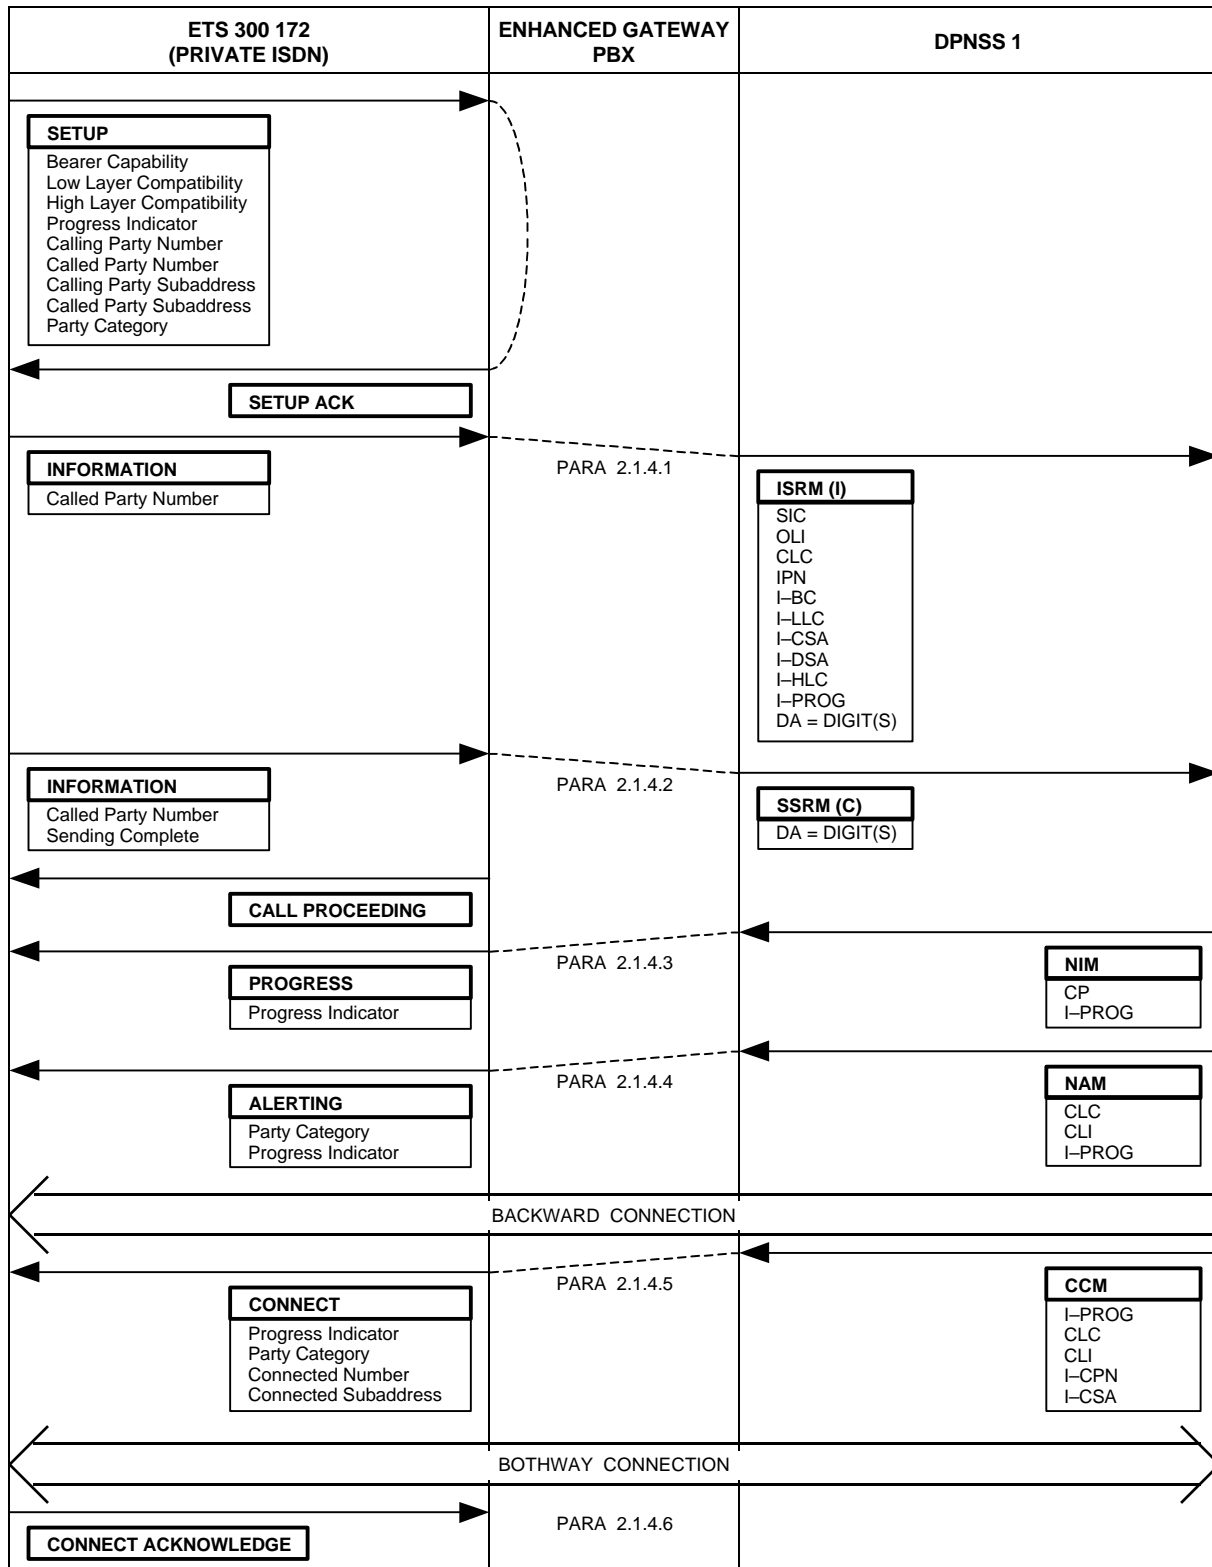 ETS 300 172
(PRIVATE ISDN)
ENHANCED GATEWAY
PBX
DPNSS 1
SETUP
Bearer Capability
Low Layer Compatibility
High Layer Compatibility
Progress Indicator
Calling Party Number
Called Party Number
Calling Party Subaddress
Called Party Subaddress
Party Category
SETUP ACK
INFORMATION
Called Party Number
PARA 2.1.4.1
ISRM (I)
SIC
OLI
CLC
IPN
I–BC
I–LLC
I–CSA
I–DSA
I–HLC
I–PROG
DA = DIGIT(S)
INFORMATION
Called Party Number
Sending Complete
PARA 2.1.4.2
SSRM (C)
DA = DIGIT(S)
CALL PROCEEDING
PARA 2.1.4.3
PROGRESS
Progress Indicator
NIM
CP
I–PROG
PARA 2.1.4.4
ALERTING
Party Category
Progress Indicator
NAM
CLC
CLI
I–PROG
BACKWARD CONNECTION
PARA 2.1.4.5
CONNECT
Progress Indicator
Party Category
Connected Number
Connected Subaddress
CCM
I–PROG
CLC
CLI
I–CPN
I–CSA
BOTHWAY CONNECTION
PARA 2.1.4.6
CONNECT ACKNOWLEDGE